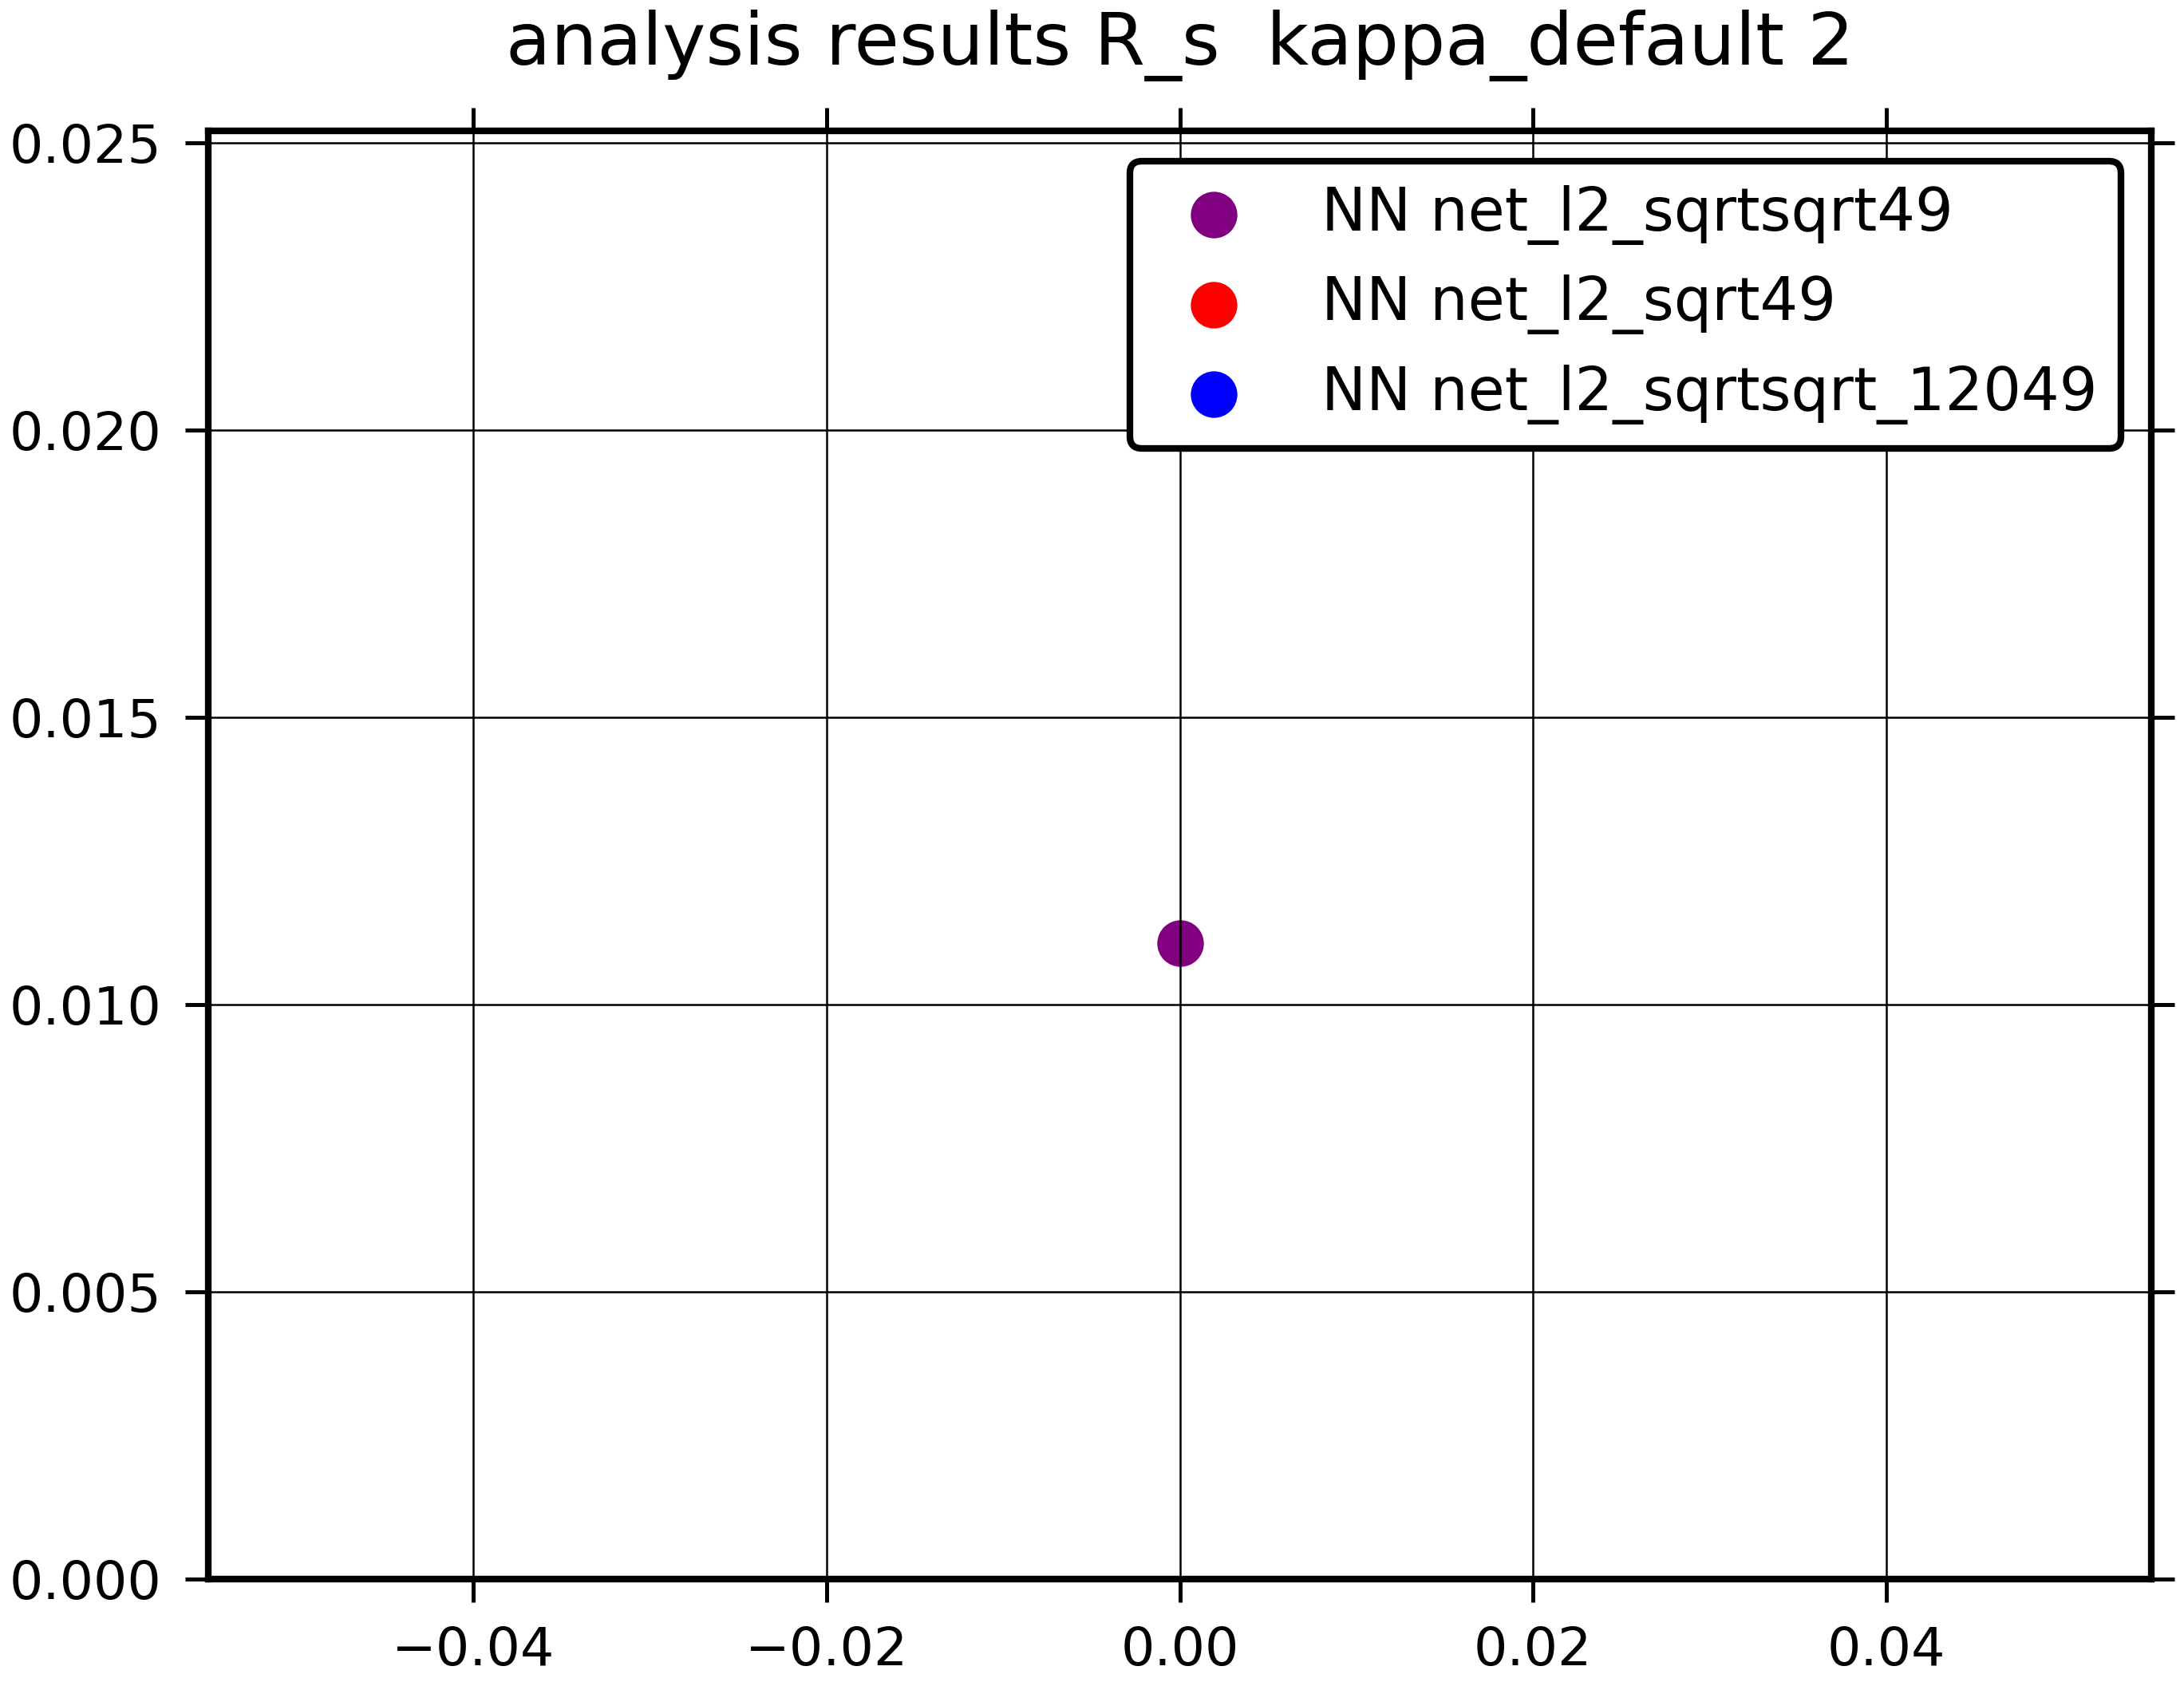 analysis results R_s  kappa_default 2
0.025
NN net_l2_sqrtsqrt49
NN net_l2_sqrt49
NN net_l2_sqrtsqrt_12049
0.020
0.015
0.010
0.005
0.000
−0.04 −0.02 0.00 0.02 0.04